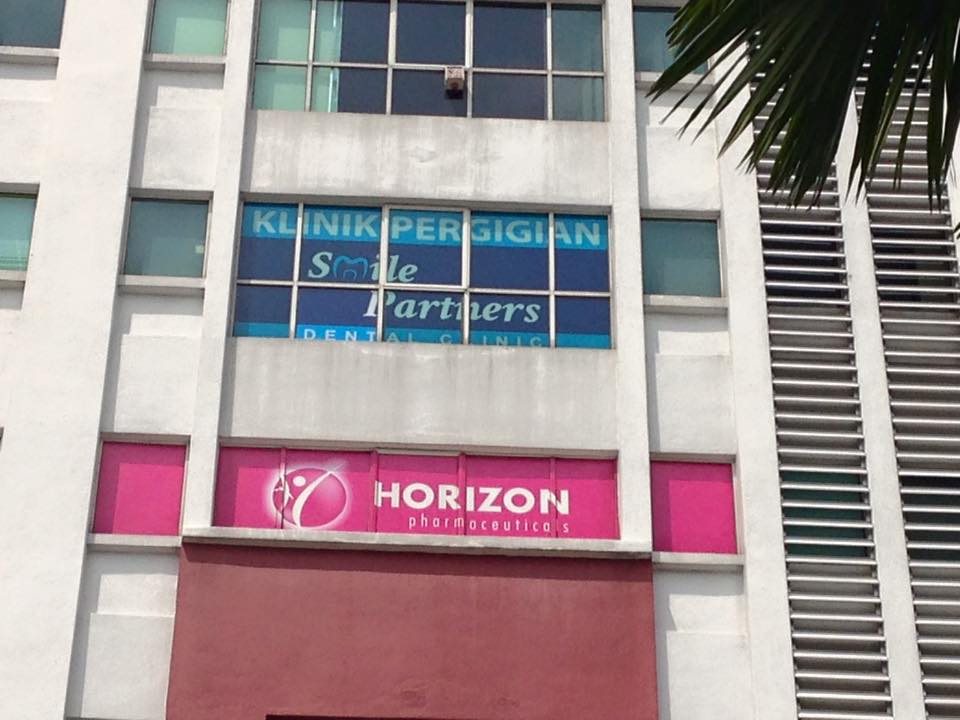 KLINIK PERGIGIAN
Smile
Partners
DENTAL CLINIC
HORIZON
pharmaceuticals